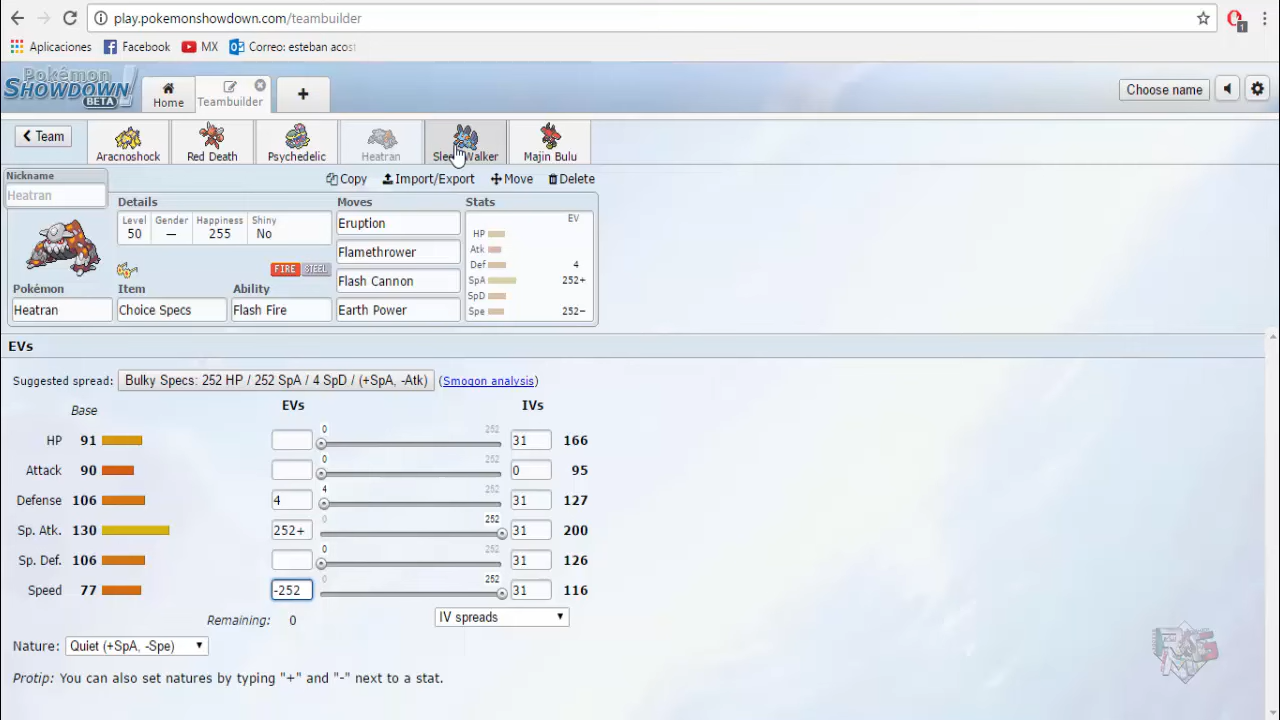 play.pokemonshowdown.com/teambuilder
Aplicaciones Facebook MX Correo: esteban acos
Pokémon
SHOWDOWN!
BETA
Home Teambuilder + Choose name
Team Aracnoshock Red Death Psychedelic Heatran Walker Majin Bulu
Copy Import/Export Move Delete
Nickname
Heatran
Details Moves Stats
Level Gender Happiness Shiny
50 — 255 No
Eruption
Flamethrower
Flash Cannon
Earth Power
EV
HP
Atk
Def 4
SpA 252+
SpD
Spe 252−
FIRE STEEL
Pokémon Item Ability
Heatran Choice Specs Flash Fire
EVs
Suggested spread: Bulky Specs: 252 HP / 252 SpA / 4 SpD / (+SpA, -Atk) (Smogon analysis)
Base EVs IVs
HP 91 0 252 31 166
Attack 90 0 252 0 95
Defense 106 4 4 252 31 127
Sp. Atk. 130 252+ 0 252 31 200
Sp. Def. 106 0 252 31 126
Speed 77 -252 0 252 31 116
Remaining: 0 IV spreads
Nature: Quiet (+SpA, -Spe)
Protip: You can also set natures by typing "+" and "-" next to a stat.